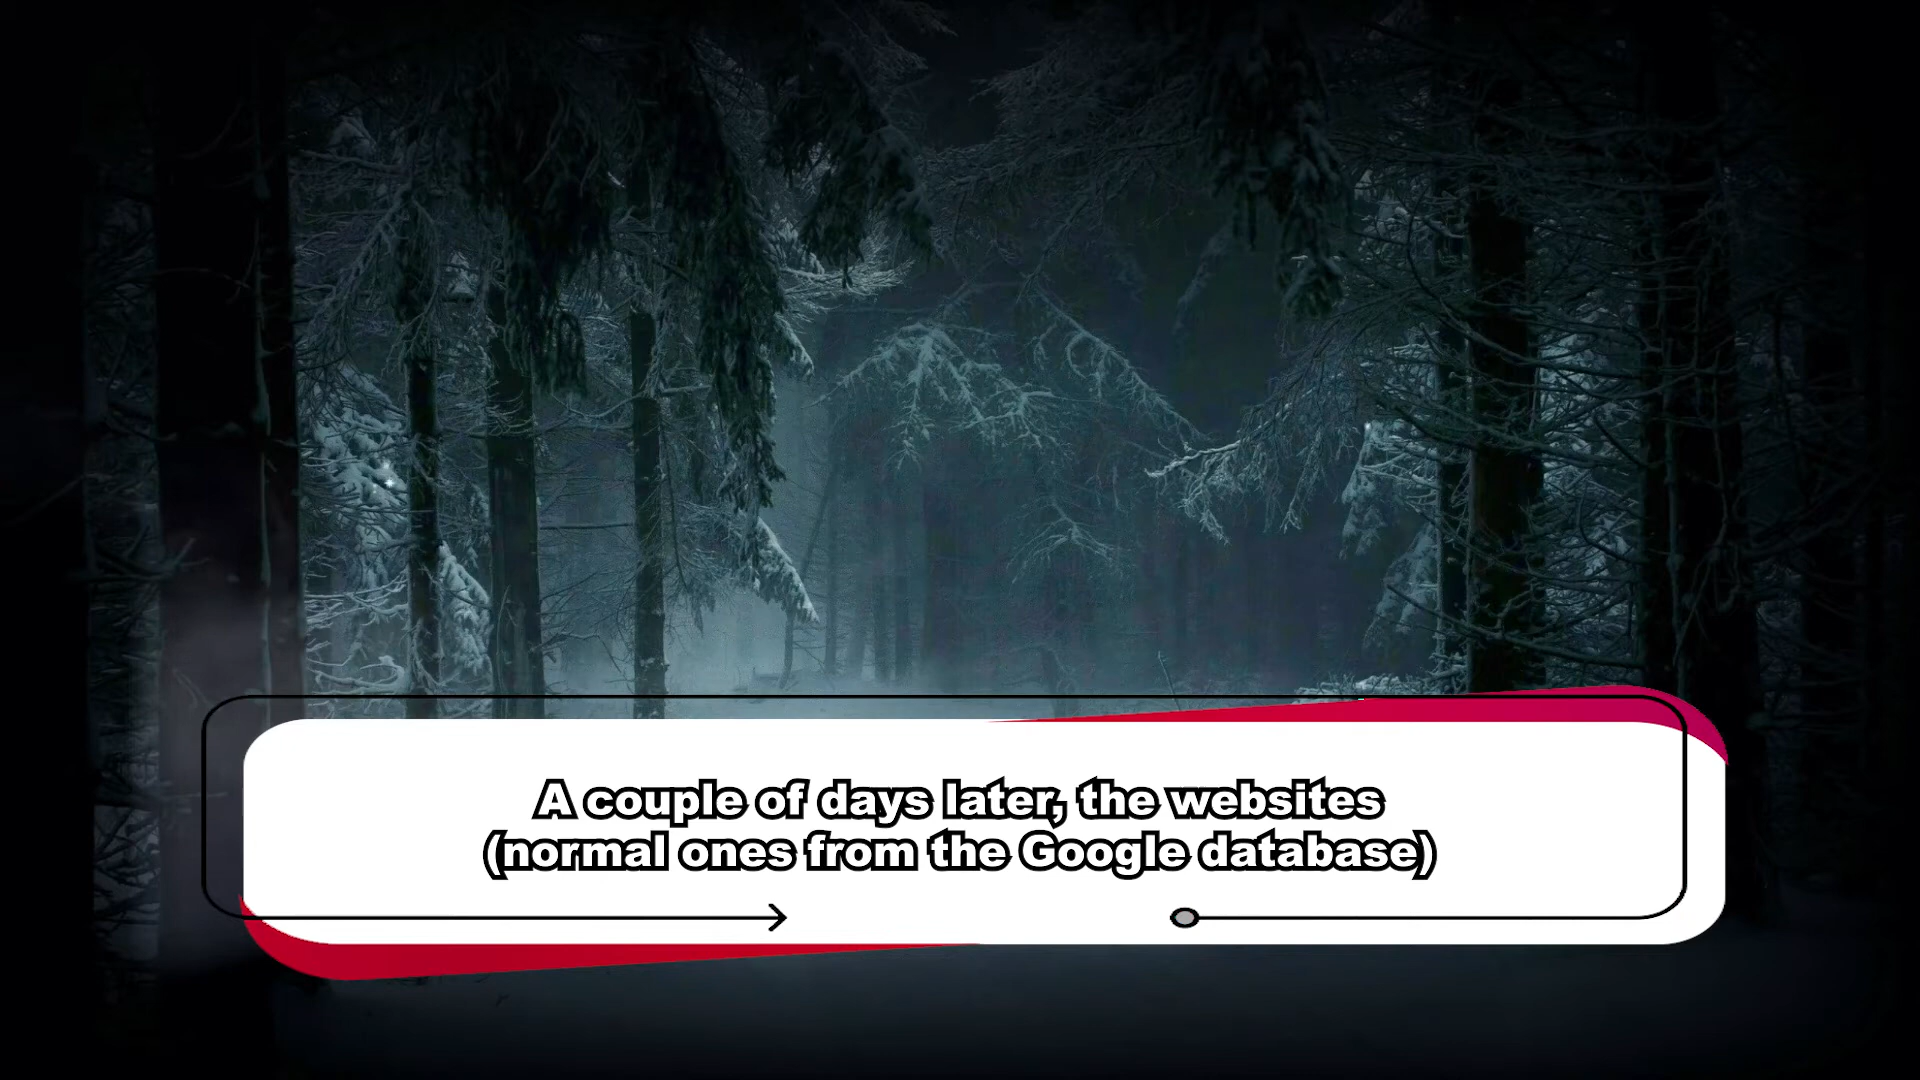 A couple of days later, the websites
(normal ones from the Google database)